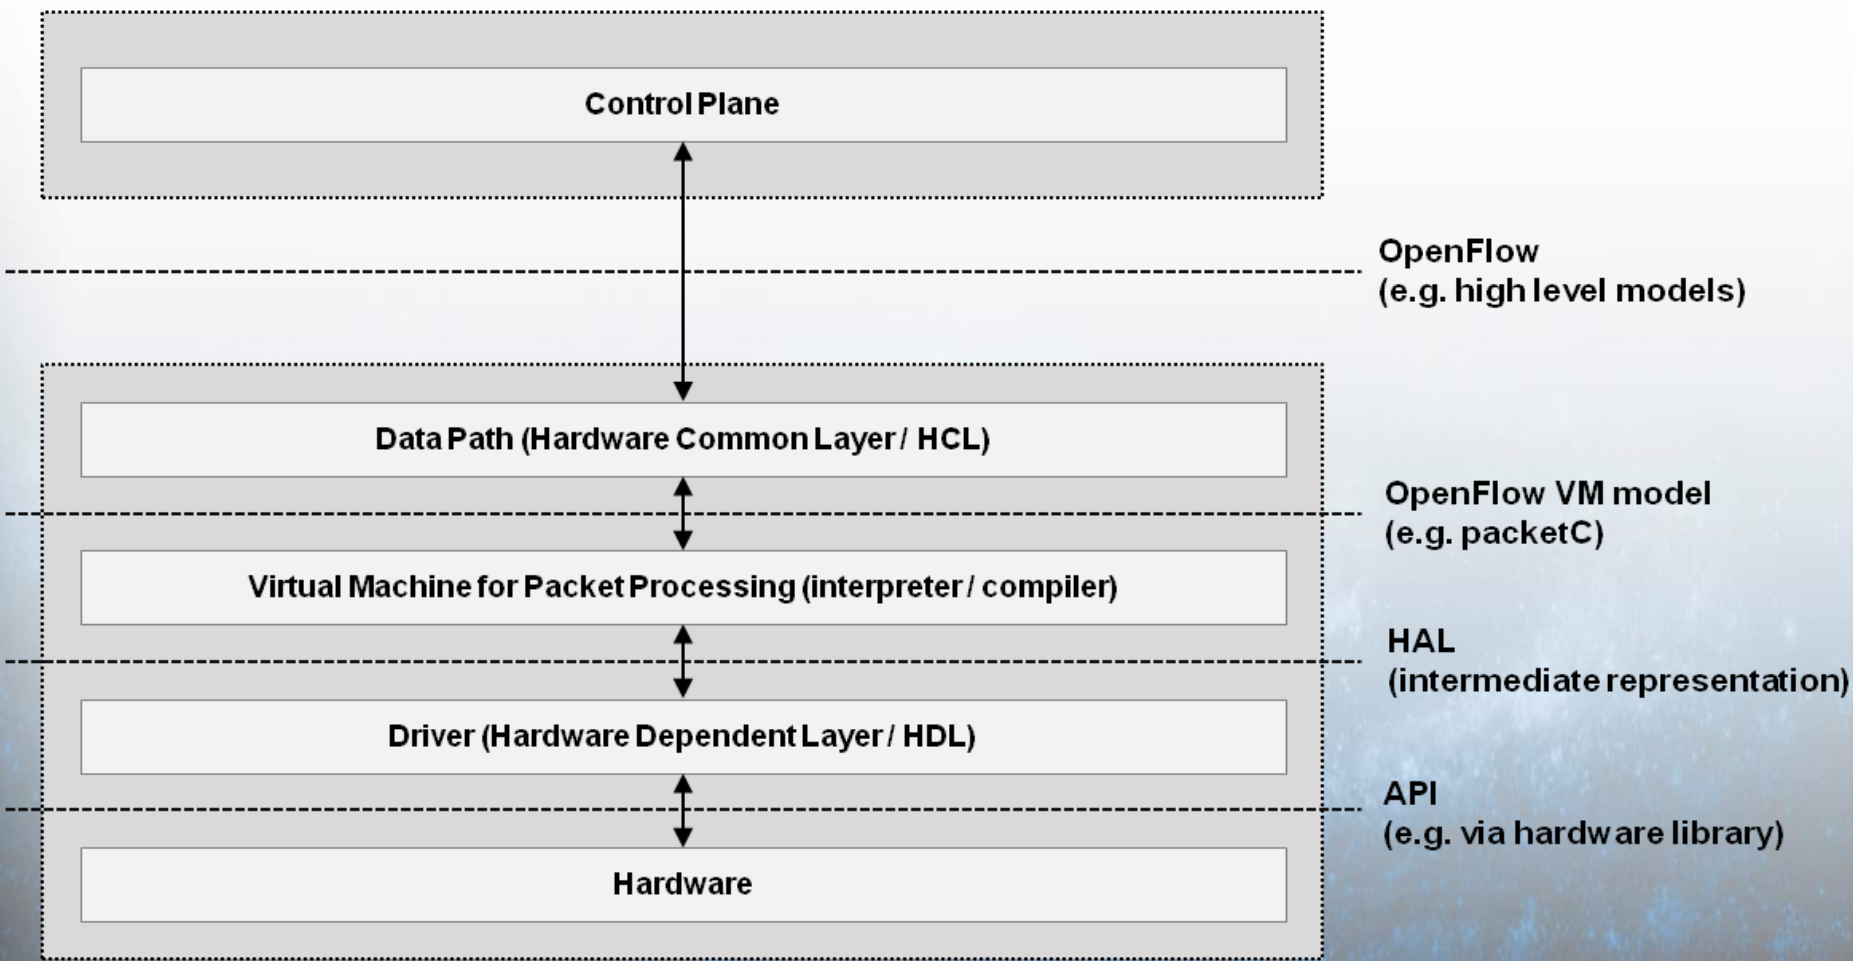 Control Plane
OpenFlow
(e.g. high level models)
Data Path (Hardware Common Layer / HCL)
OpenFlow VM model
(e.g. packetC)
Virtual Machine for Packet Processing (interpreter / compiler)
HAL
(intermediate representation)
Driver (Hardware Dependent Layer / HDL)
API
(e.g. via hardware library)
Hardware